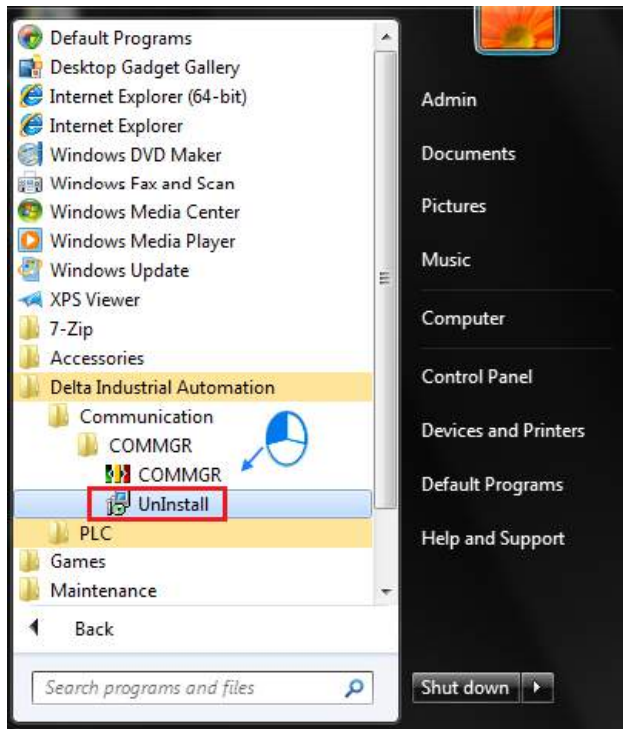 Default Programs
Desktop Gadget Gallery
Internet Explorer (64-bit)
Internet Explorer
Windows DVD Maker
Windows Fax and Scan
Windows Media Center
Windows Media Player
Windows Update
XPS Viewer
7-Zip
Accessories
Delta Industrial Automation
Communication
COMMGR
COMMGR
UnInstall
PLC
Games
Maintenance
Back
Search programs and files
Admin
Documents
Pictures
Music
Computer
Control Panel
Devices and Printers
Default Programs
Help and Support
Shut down